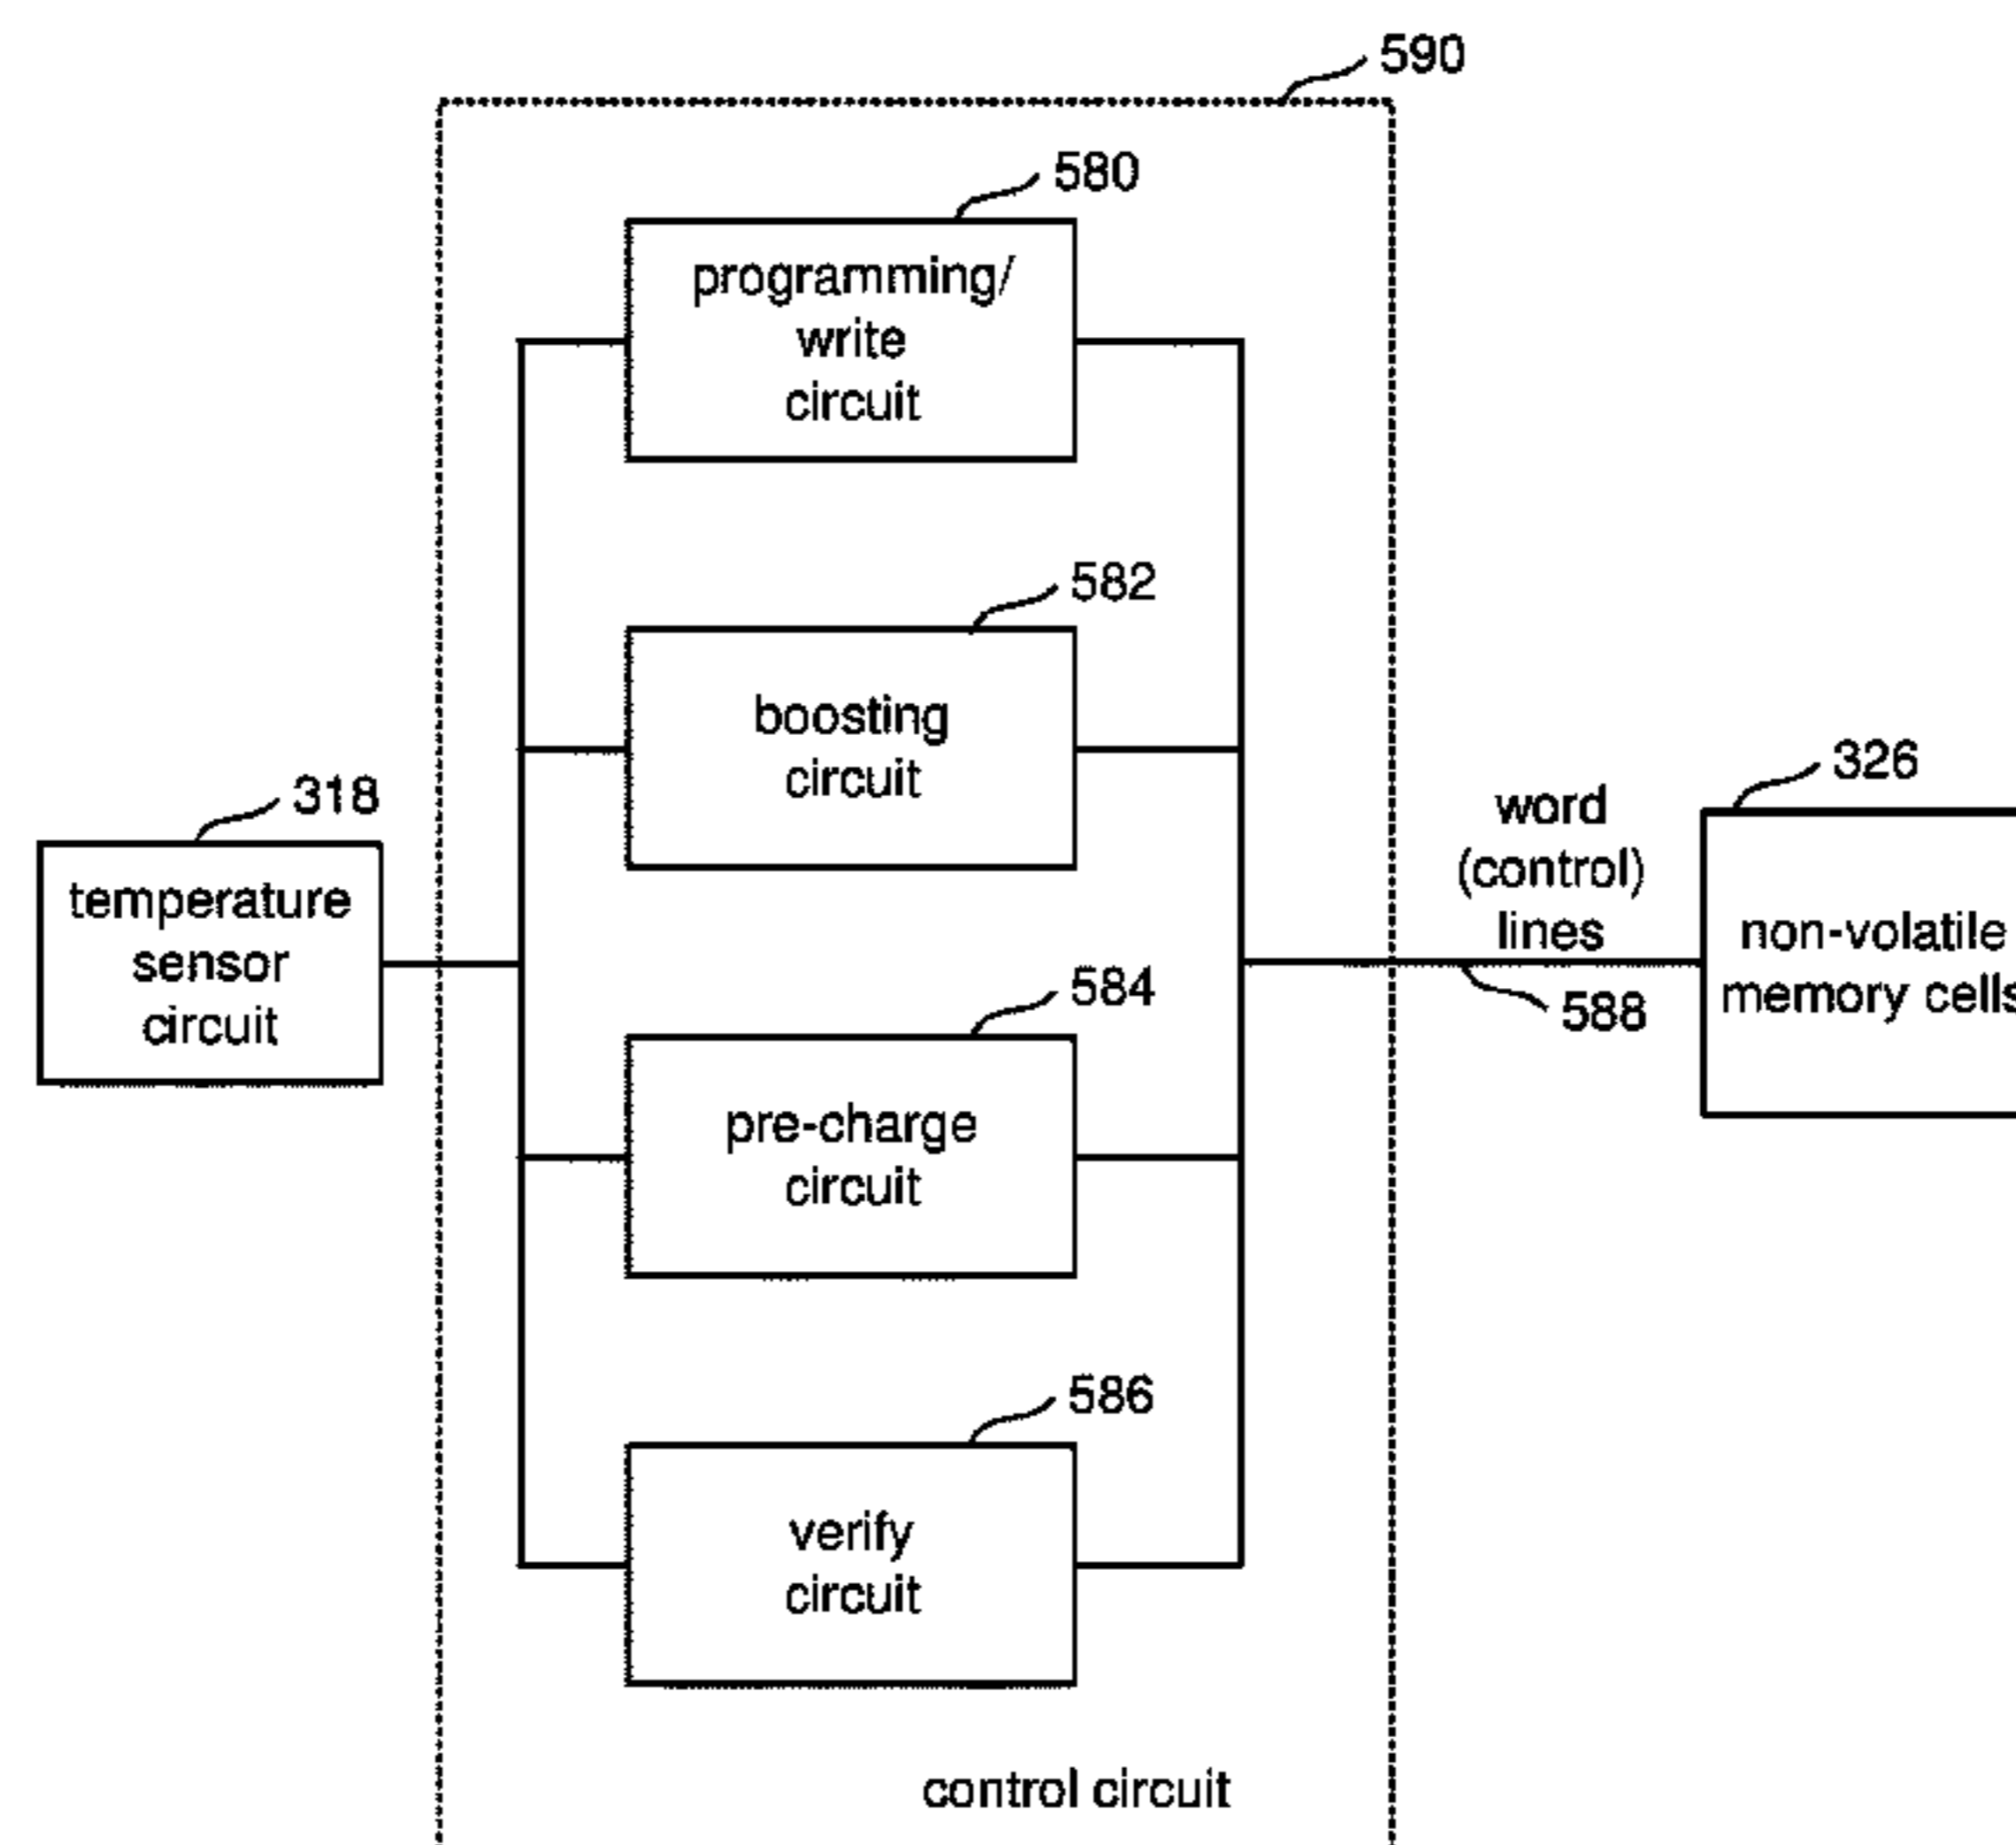 590
580
programming/
write
circuit
582
boosting
circuit
318
temperature
sensor
circuit
326
word
(control)
lines
588
non-volatile
memory cells
584
pre-charge
circuit
586
verify
circuit
control circuit